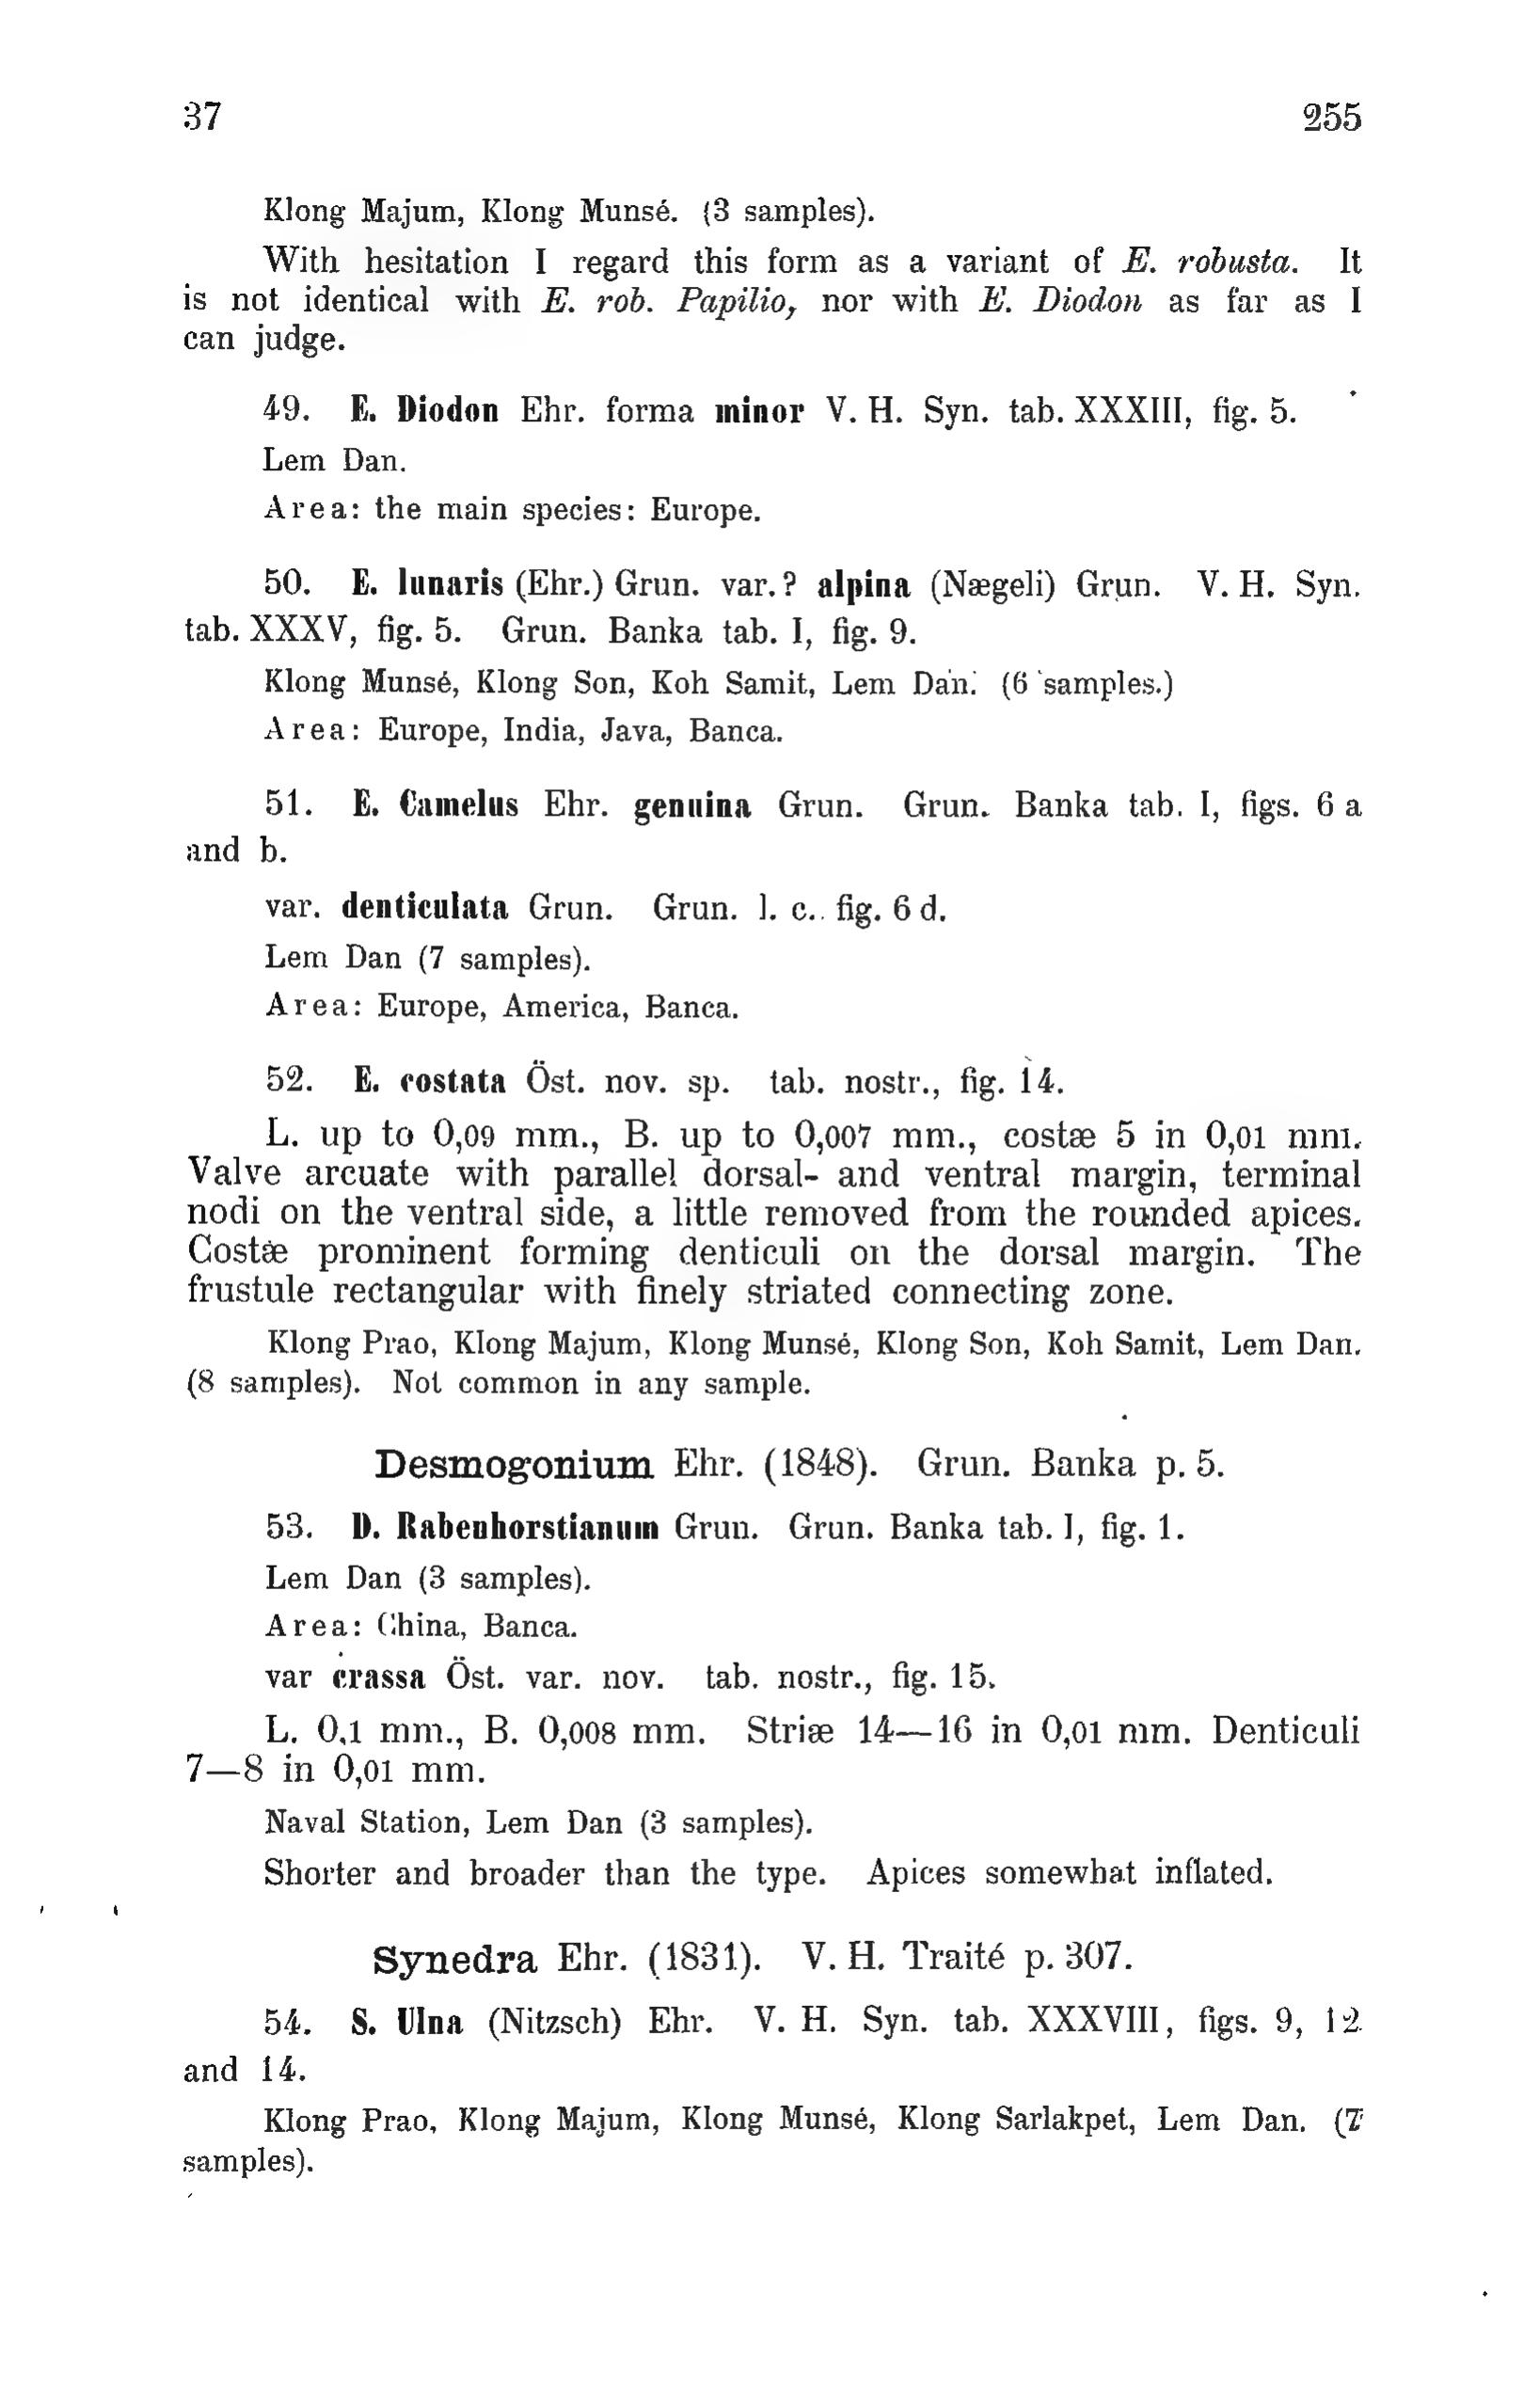 37 255
Klong Majum, Klong Munsé. (3 samples).
With hesitation I regard this form as a variant of E. robusta. It
is not identical with E. rob. Papilio, nor with E. Diodon as far as I
can judge.
49. E. Diodon Ehr. forma minor V. H. Syn. tab. XXXIII, fig. 5.
Lem Dan.
Area: the main species: Europe.
50. E. lunaris (Ehr.) Grun. var.? alpina (Nægeli) Grun. V. H. Syn.
tab. XXXV, fig. 5. Grun. Banka tab. I, fig. 9.
Klong Munsé, Klong Son, Koh Samit, Lem Dan. (6 samples.)
Area: Europe, India, Java, Banca.
51. E. Camelus Ehr. genuina Grun. Grun. Banka tab. I, figs. 6 a
and b.
var. denticulata Grun. Grun. l. c. fig. 6 d.
Lem Dan (7 samples).
Area: Europe, America, Banca.
52. E. costata Öst. nov. sp. tab. nostr., fig. 14.
L. up to 0,09 mm., B. up to 0,007 mm., costæ 5 in 0,01 mm.
Valve arcuate with parallel dorsal- and ventral margin, terminal
nodi on the ventral side, a little removed from the rounded apices.
Costæ prominent forming denticuli on the dorsal margin. The
frustule rectangular with finely striated connecting zone.
Klong Prao, Klong Majum, Klong Munsé, Klong Son, Koh Samit, Lem Dan.
(8 samples). Not common in any sample.
Desmogonium Ehr. (1848). Grun. Banka p. 5.
53. D. Rabenhorstianum Grun. Grun. Banka tab. I, fig. 1.
Lem Dan (3 samples).
Area: China, Banca.
var crassa Öst. var. nov. tab. nostr., fig. 15.
L. 0,1 mm., B. 0,008 mm. Striæ 14—16 in 0,01 mm. Denticuli
7—8 in 0,01 mm.
Naval Station, Lem Dan (3 samples).
Shorter and broader than the type. Apices somewhat inflated.
Synedra Ehr. (1831). V. H. Traité p. 307.
54. S. Ulna (Nitzsch) Ehr. V. H. Syn. tab. XXXVIII, figs. 9, 12
and 14.
Klong Prao, Klong Majum, Klong Munsé, Klong Sarlakpet, Lem Dan. (7
samples).